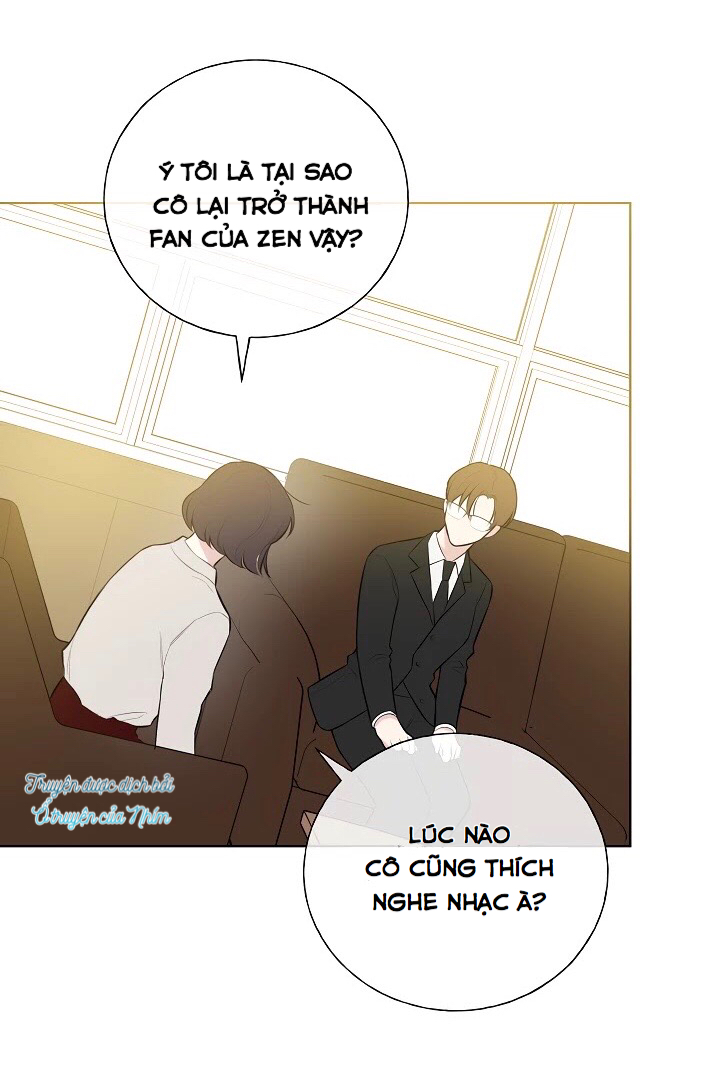 Ý TÔI LÀ TẠI SAO
CÔ LẠI TRỞ THÀNH
FAN CỦA ZEN VẬY?
Truyện được dịch bởi
Ổ truyện của Nhím
LÚC NÀO
CÔ CŨNG THÍCH
NGHE NHẠC À?